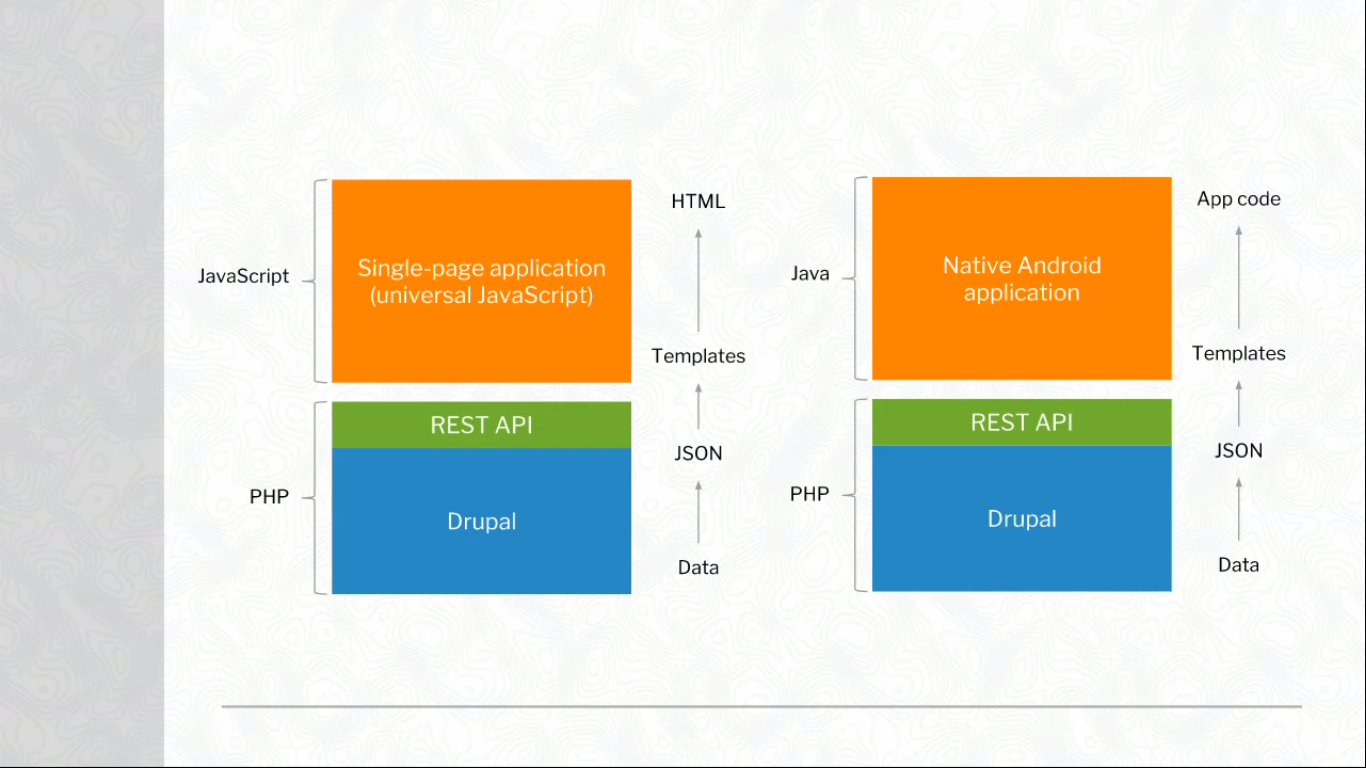 JavaScript
Single-page application
(universal JavaScript)
HTML
Templates
PHP
REST API
Drupal
JSON
Data
Java
Native Android
application
App code
Templates
PHP
REST API
Drupal
JSON
Data